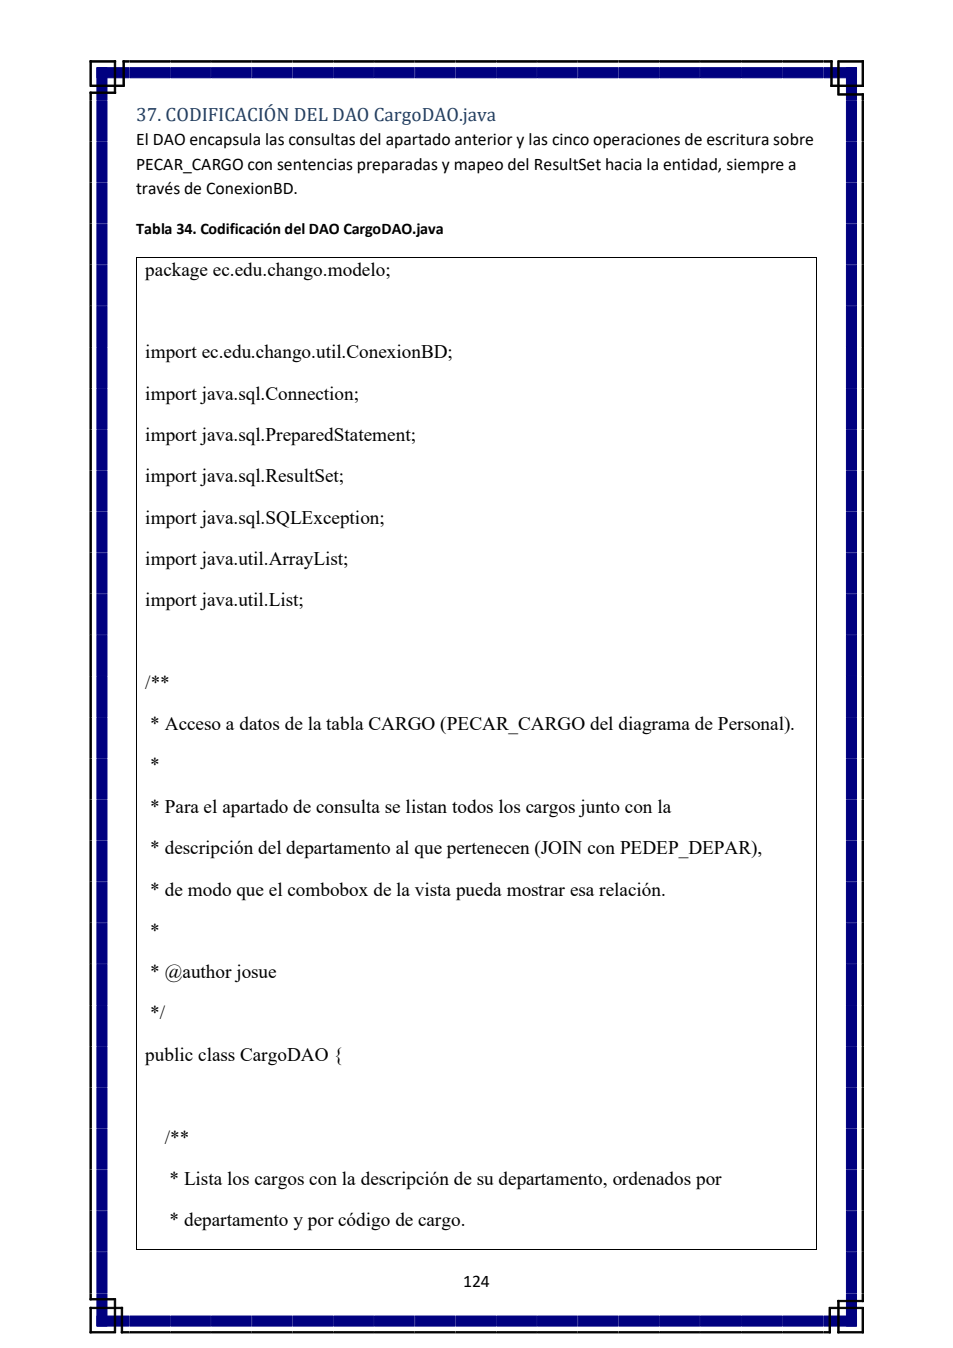 37. CODIFICACIÓN DEL DAO CargoDAO.java
El DAO encapsula las consultas del apartado anterior y las cinco operaciones de escritura sobre
PECAR_CARGO con sentencias preparadas y mapeo del ResultSet hacia la entidad, siempre a
través de ConexionBD.
Tabla 34. Codificación del DAO CargoDAO.java
package ec.edu.chango.modelo;
import ec.edu.chango.util.ConexionBD;
import java.sql.Connection;
import java.sql.PreparedStatement;
import java.sql.ResultSet;
import java.sql.SQLException;
import java.util.ArrayList;
import java.util.List;
/**
* Acceso a datos de la tabla CARGO (PECAR_CARGO del diagrama de Personal).
*
* Para el apartado de consulta se listan todos los cargos junto con la
* descripción del departamento al que pertenecen (JOIN con PEDEP_DEPAR),
* de modo que el combobox de la vista pueda mostrar esa relación.
*
* @author josue
*/
public class CargoDAO {
/**
* Lista los cargos con la descripción de su departamento, ordenados por
* departamento y por código de cargo.
124